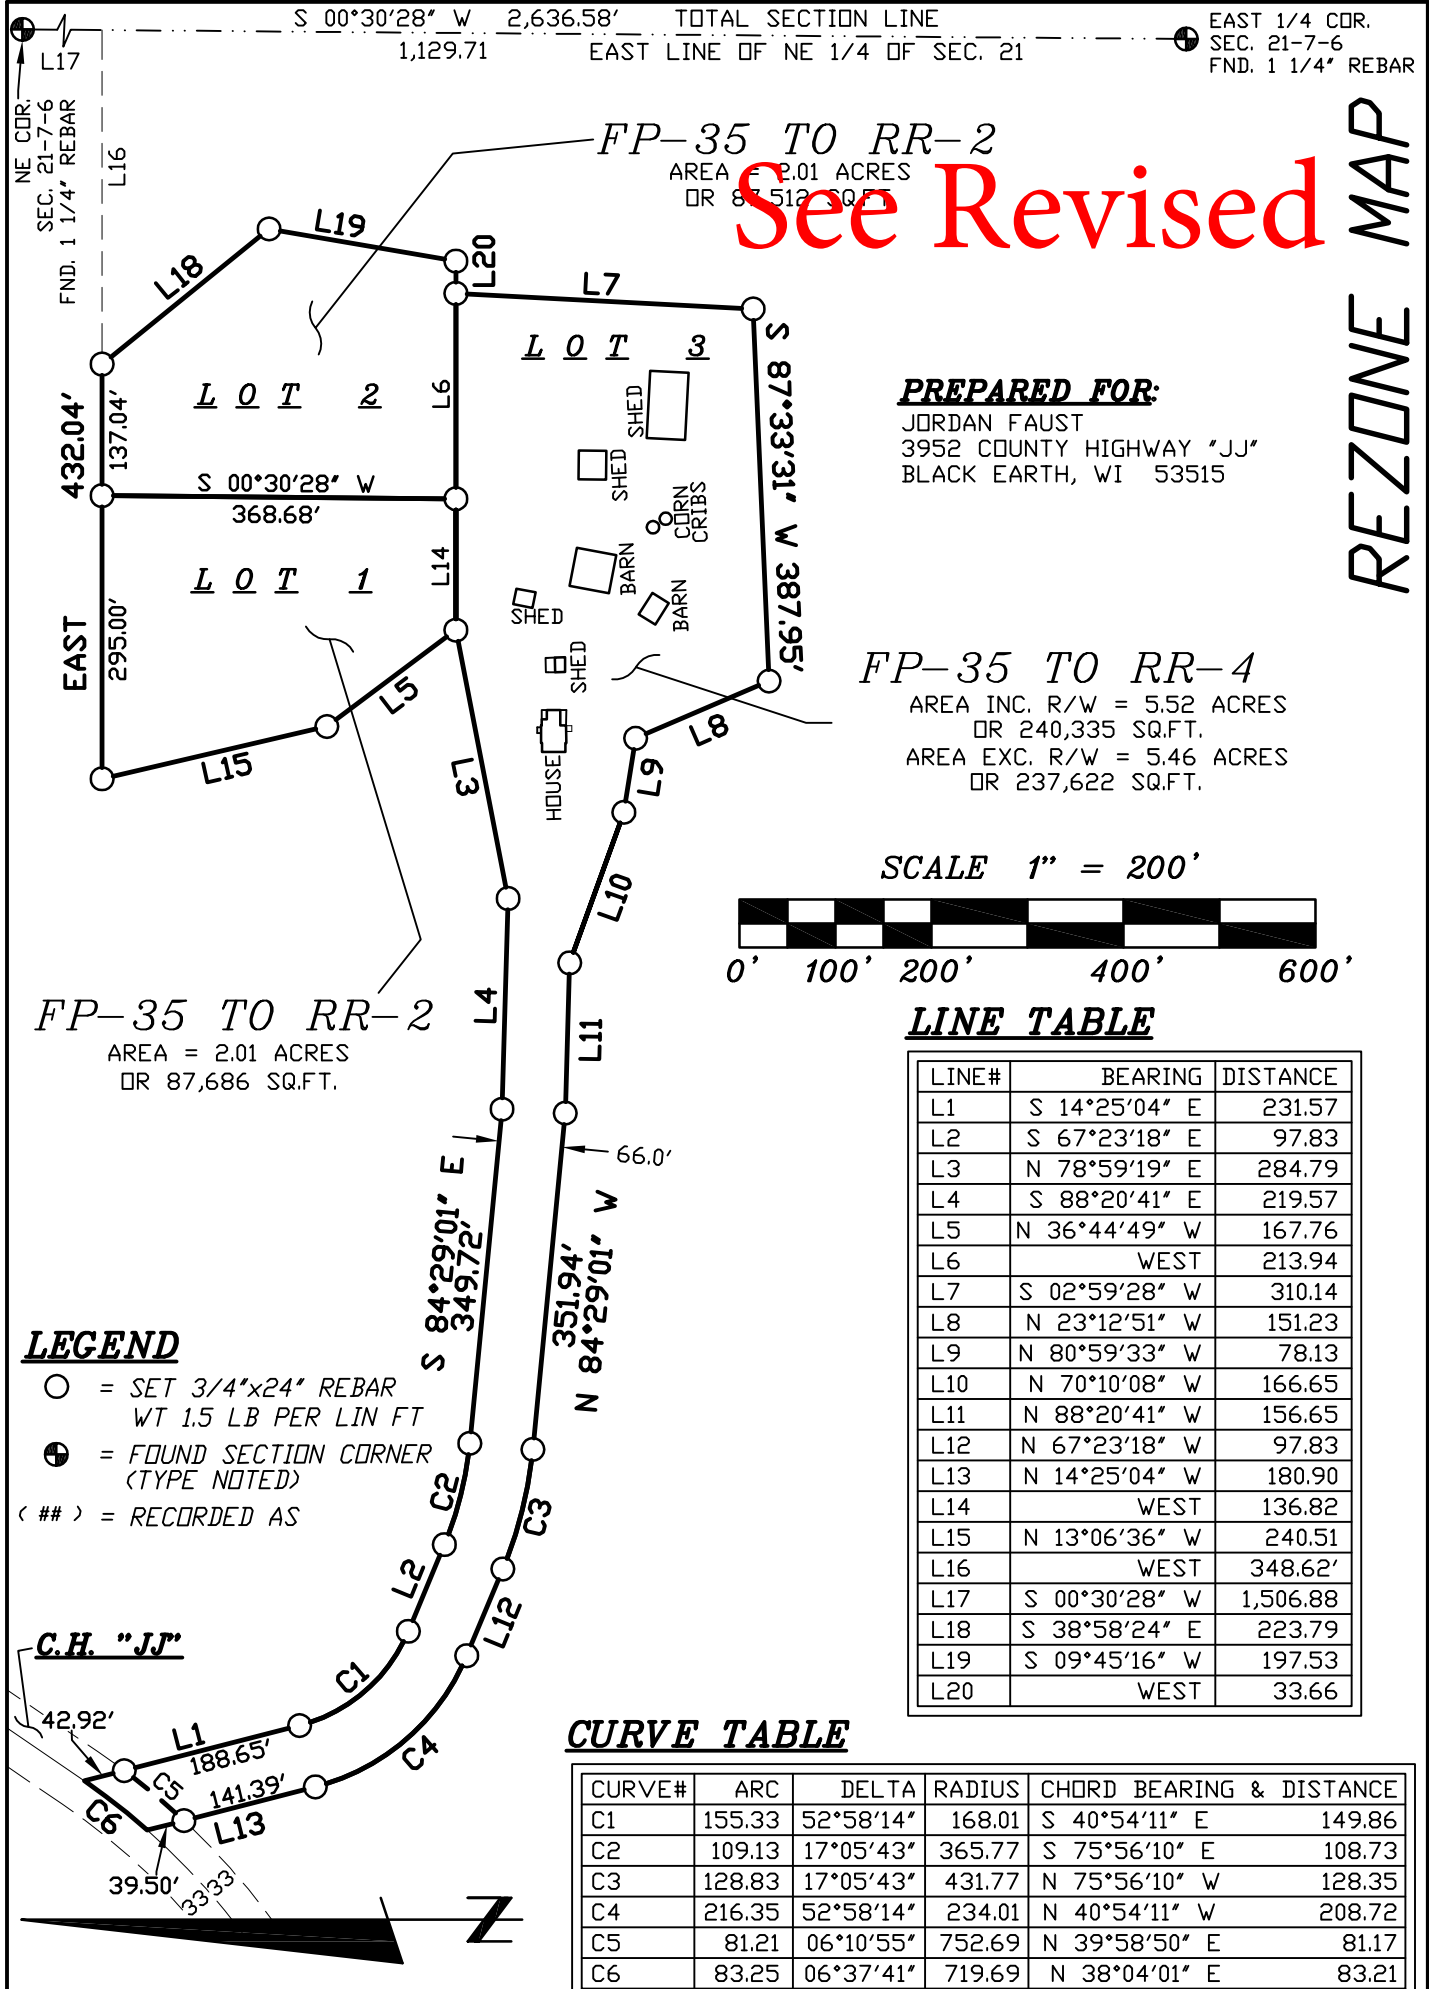 S 00°30'28" W 2,636.58' TOTAL SECTION LINE
1,129.71 EAST LINE OF NE 1/4 OF SEC. 21
EAST 1/4 COR.
SEC. 21-7-6
FND. 1 1/4" REBAR
L17
NE COR.
SEC. 21-7-6
FND. 1 1/4" REBAR
L16
REZONE MAP
FP-35 TO RR-2
AREA = 2.01 ACRES
OR 87,512 SQ.FT.
See Revised
L18
L19
L20
L7
LOT 2
LOT 3
L6
432.04'
137.04'
S 00°30'28" W
368.68'
SHED
SHED
CORN
CRIBS
S 87°33'31" W 387.95'
PREPARED FOR:
JORDAN FAUST
3952 COUNTY HIGHWAY "JJ"
BLACK EARTH, WI 53515
LOT 1
L14
EAST
295.00'
BARN
BARN
SHED
SHED
HOUSE
L5
L15
L3
L8
L9
L10
FP-35 TO RR-4
AREA INC. R/W = 5.52 ACRES
OR 240,335 SQ.FT.
AREA EXC. R/W = 5.46 ACRES
OR 237,622 SQ.FT.
SCALE 1" = 200'
0' 100' 200' 400' 600'
FP-35 TO RR-2
AREA = 2.01 ACRES
OR 87,686 SQ.FT.
L4
L11
66.0'
S 84°29'01" E
349.72'
351.94'
N 84°29'01" W
LINE TABLE
LINE# BEARING DISTANCE
L1 S 14°25'04" E 231.57
L2 S 67°23'18" E 97.83
L3 N 78°59'19" E 284.79
L4 S 88°20'41" E 219.57
L5 N 36°44'49" W 167.76
L6 WEST 213.94
L7 S 02°59'28" W 310.14
L8 N 23°12'51" W 151.23
L9 N 80°59'33" W 78.13
L10 N 70°10'08" W 166.65
L11 N 88°20'41" W 156.65
L12 N 67°23'18" W 97.83
L13 N 14°25'04" W 180.90
L14 WEST 136.82
L15 N 13°06'36" W 240.51
L16 WEST 348.62'
L17 S 00°30'28" W 1,506.88
L18 S 38°58'24" E 223.79
L19 S 09°45'16" W 197.53
L20 WEST 33.66
LEGEND
= SET 3/4"x24" REBAR
WT 1.5 LB PER LIN FT
= FOUND SECTION CORNER
(TYPE NOTED)
( ## ) = RECORDED AS
C2
C3
L2
L12
C1
C4
C.H. "JJ"
42.92'
L1
188.65'
C5
141.39'
L13
C6
39.50'
33
33
Z
CURVE TABLE
CURVE# ARC DELTA RADIUS CHORD BEARING & DISTANCE
C1 155.33 52°58'14" 168.01 S 40°54'11" E 149.86
C2 109.13 17°05'43" 365.77 S 75°56'10" E 108.73
C3 128.83 17°05'43" 431.77 N 75°56'10" W 128.35
C4 216.35 52°58'14" 234.01 N 40°54'11" W 208.72
C5 81.21 06°10'55" 752.69 N 39°58'50" E 81.17
C6 83.25 06°37'41" 719.69 N 38°04'01" E 83.21